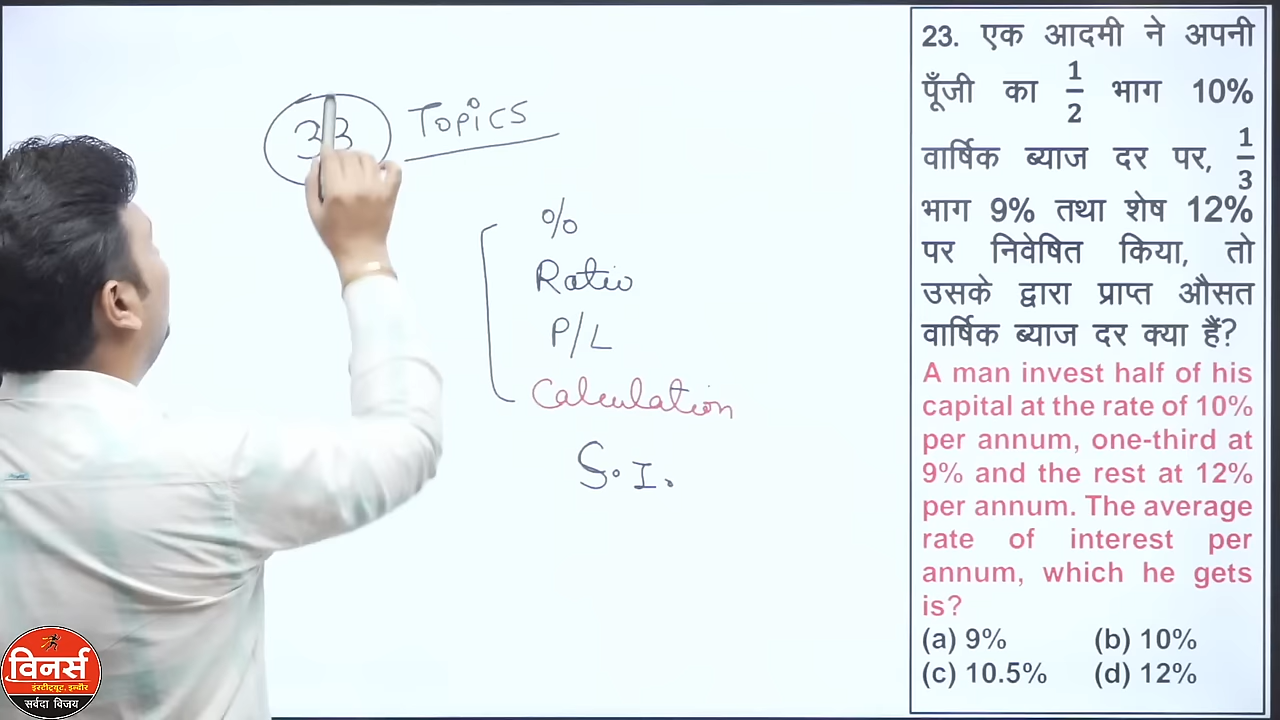 33 Topics
%
Ratio
P/L
Calculation
S.I.
23. एक आदमी ने अपनी
पूँजी का 1/2 भाग 10%
वार्षिक ब्याज दर पर, 1/3
भाग 9% तथा शेष 12%
पर निवेषित किया, तो
उसके द्वारा प्राप्त औसत
वार्षिक ब्याज दर क्या हैं?
A man invest half of his
capital at the rate of 10%
per annum, one-third at
9% and the rest at 12%
per annum. The average
rate of interest per
annum, which he gets
is?
(a) 9% (b) 10%
(c) 10.5% (d) 12%
विनर्स
इंस्टीट्यूट, इन्दौर
सर्वदा विजय